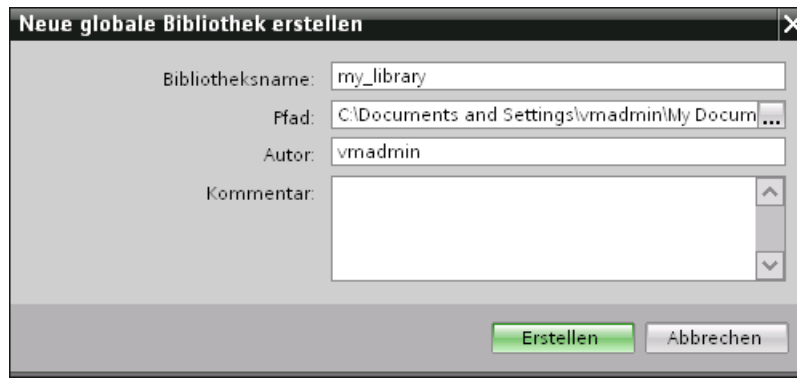 Neue globale Bibliothek erstellen
Bibliotheksname: my_library
Pfad: C:\Documents and Settings\vmadmin\My Docum ...
Autor: vmadmin
Kommentar:
Erstellen Abbrechen